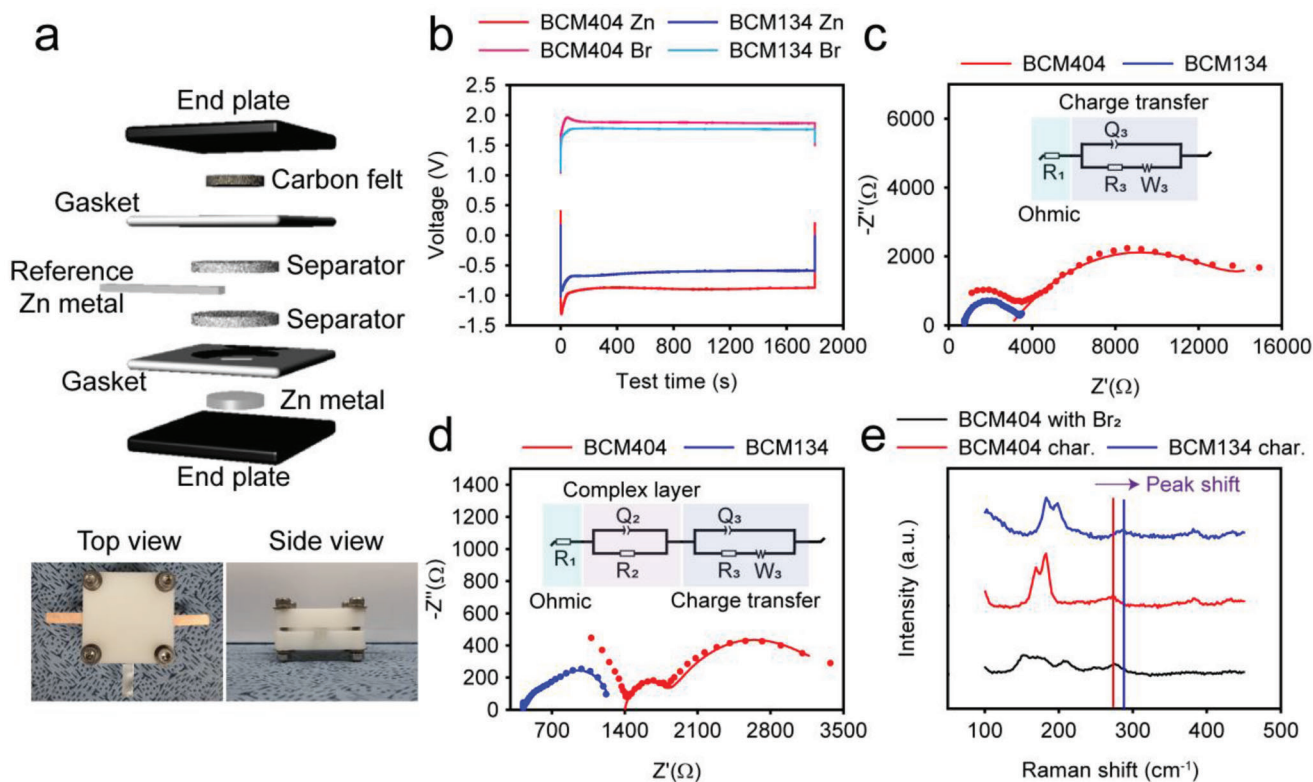 a
End plate
Carbon felt
Gasket
Separator
Reference
Zn metal
Separator
Gasket
Zn metal
End plate
Top view
Side view
b
BCM404 Zn
BCM134 Zn
BCM404 Br
BCM134 Br
Voltage (V)
2.5
2.0
1.5
1.0
0.5
0.0
-0.5
-1.0
-1.5
0
400
800
1200
1600
2000
Test time (s)
c
BCM404
BCM134
-Z"(Ω)
6000
4000
2000
0
Charge transfer
Q₃
R₁
R₃
W₃
Ohmic
0
4000
8000
12000
16000
Z'(Ω)
d
BCM404
BCM134
-Z"(Ω)
1400
1200
1000
800
600
400
200
0
Complex layer
Q₂
Q₃
R₁
R₂
R₃
W₃
Ohmic
Charge transfer
700
1400
2100
2800
3500
Z'(Ω)
e
BCM404 with Br₂
BCM404 char.
BCM134 char.
Peak shift
Intensity (a.u.)
100
200
300
400
500
Raman shift (cm⁻¹)